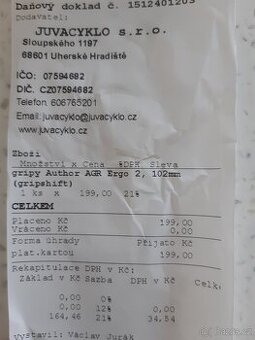 Daňový doklad č. 1512401203
Dodavatel:
JUVACYKLO s.r.o.
Sloupského 1197
68601 Uherské Hradiště
IČO: 07594682
DIČ. CZ07594682
Telefon. 606765201
Email: juvacyklo@juvacyklo.cz
www.juvacyklo.cz
Zboží
Množství x Cena %DPH Sleva
gripy Author AGR Ergo 2, 102mm
(gripshift)
1 ks x 199,00 21%
CELKEM
Placeno Kč 199,00
Vráceno Kč 0,00
Forma úhrady Přijato Kč
plat.kartou 199,00
Rekapitulace DPH v Kč:
Základ v Kč Sazba DPH v Kč
0,00 0%
0,00 12% 0,00
164,46 21% 34,54
Vystavil: Václav Jurák